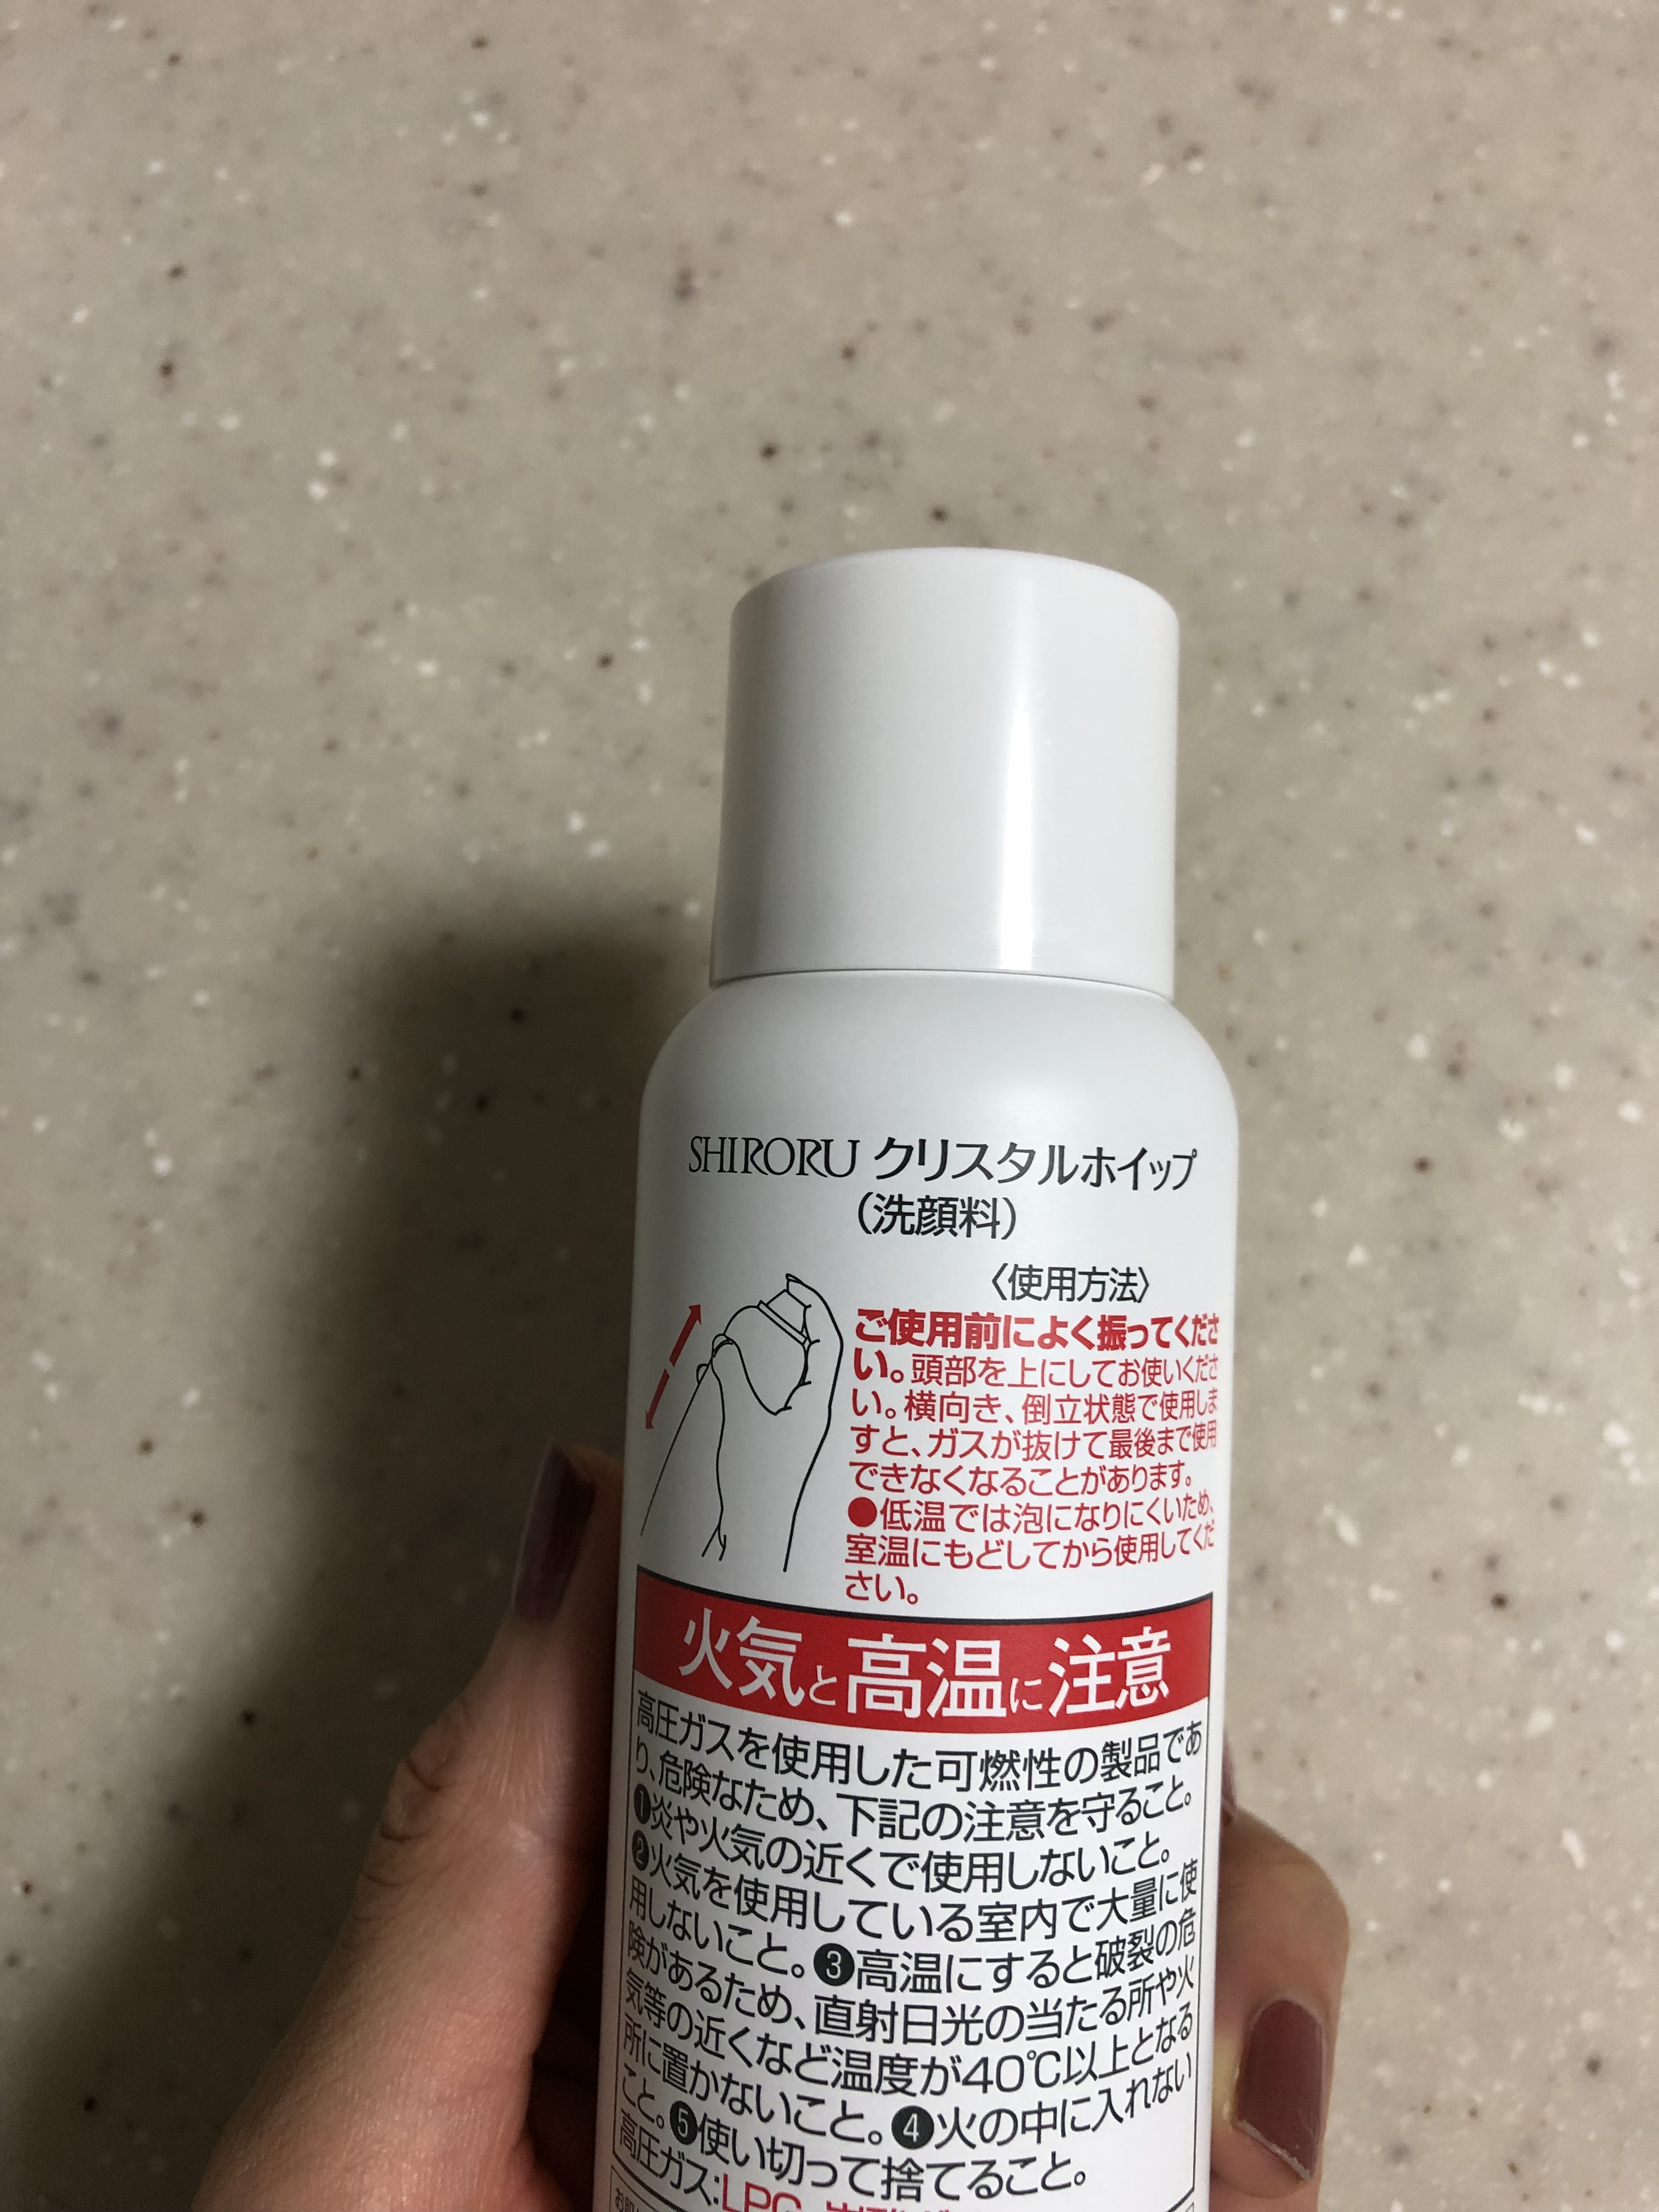 SHIRORU クリスタルホイップ
（洗顔料）
〈使用方法〉
ご使用前によく振ってくださ
い。頭部を上にしてお使いくださ
い。横向き、倒立状態で使用しま
すと、ガスが抜けて最後まで使用
できなくなることがあります。
●低温では泡になりにくいため、
室温にもどしてから使用してくだ
さい。
火気と高温に注意
高圧ガスを使用した可燃性の製品であ
り、危険なため、下記の注意を守ること。
❶炎や火気の近くで使用しないこと。
❷火気を使用している室内で大量に使
用しないこと。❸高温にすると破裂の危
険があるため、直射日光の当たる所や火
気等の近くなど温度が40℃以上となる
所に置かないこと。❹火の中に入れない
こと。❺使い切って捨てること。
高圧ガス:LPG